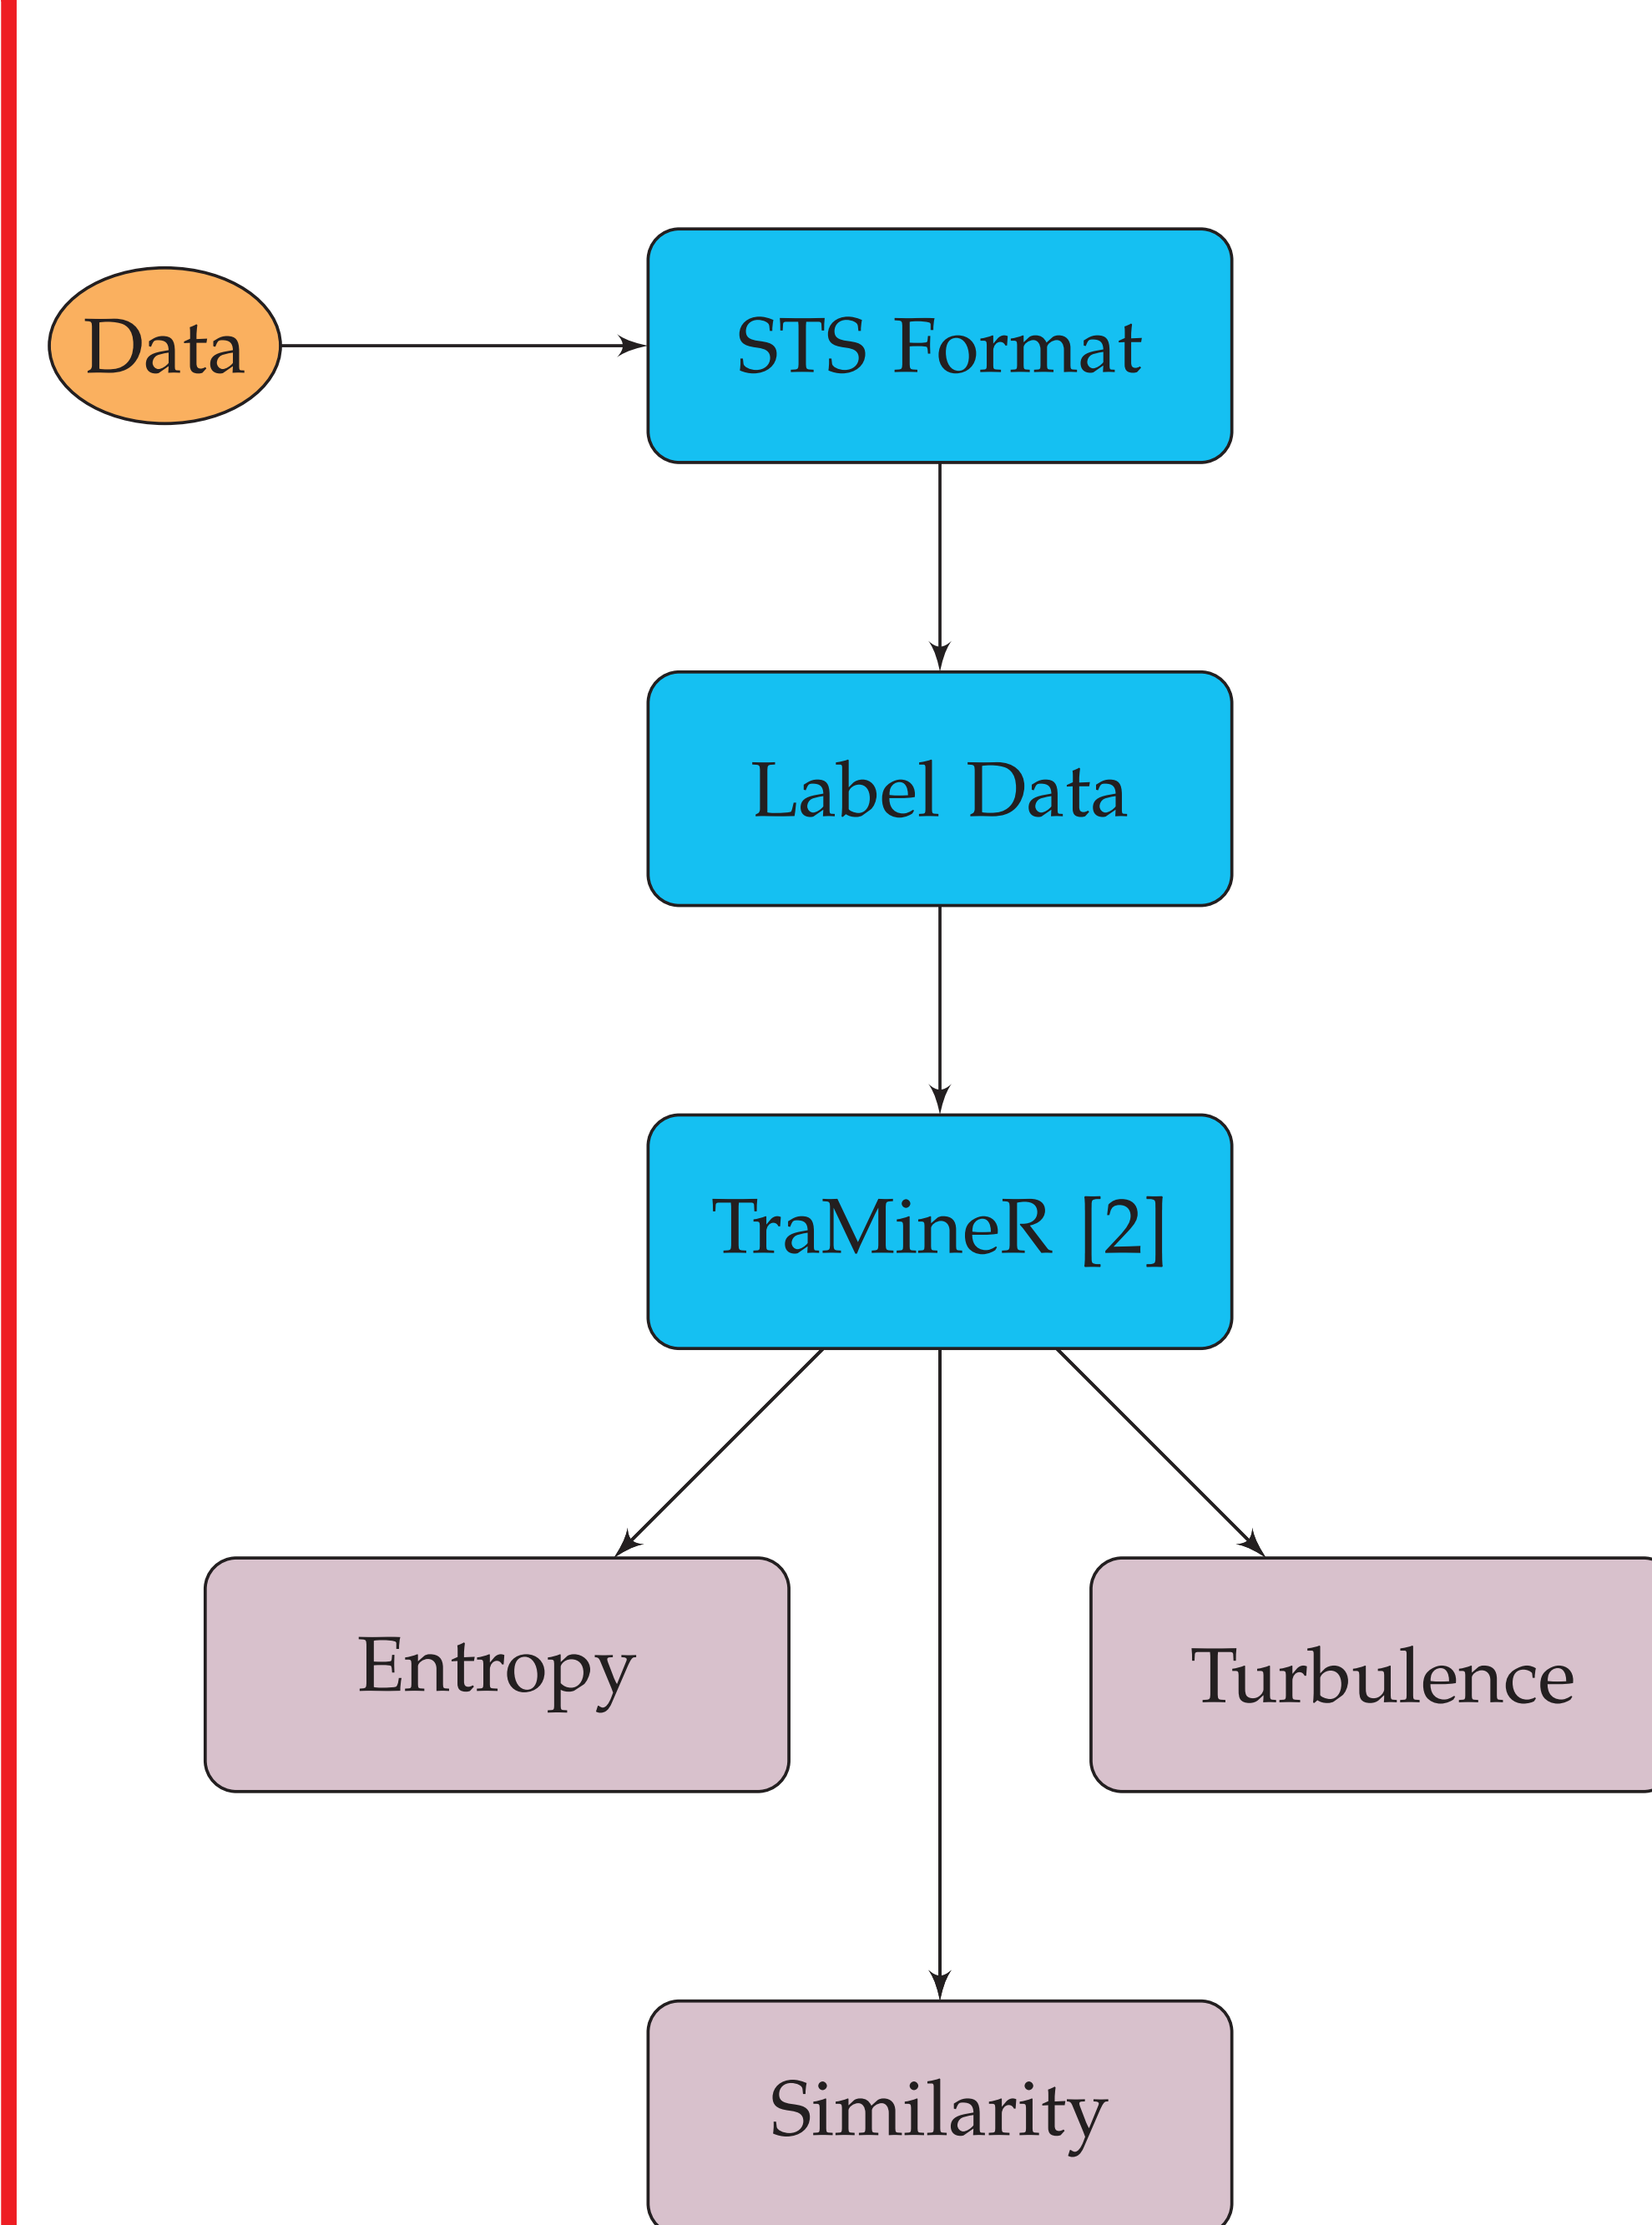 Data
STS Format
Label Data
TraMineR [2]
Entropy
Turbulence
Similarity